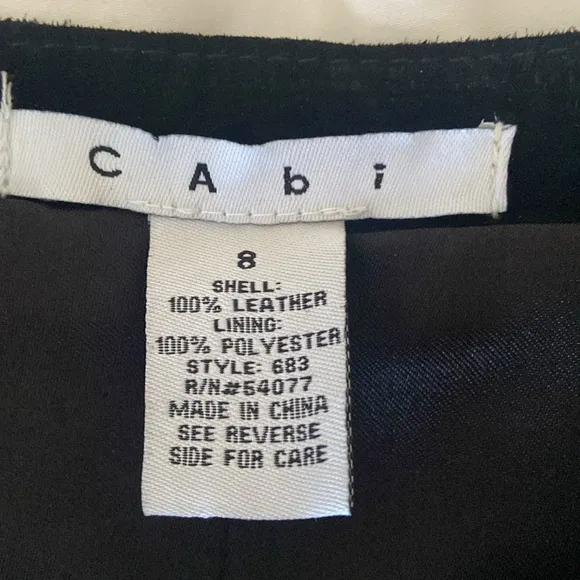 CAbi
8
SHELL:
100% LEATHER
LINING:
100% POLYESTER
STYLE: 683
R/N#54077
MADE IN CHINA
SEE REVERSE
SIDE FOR CARE